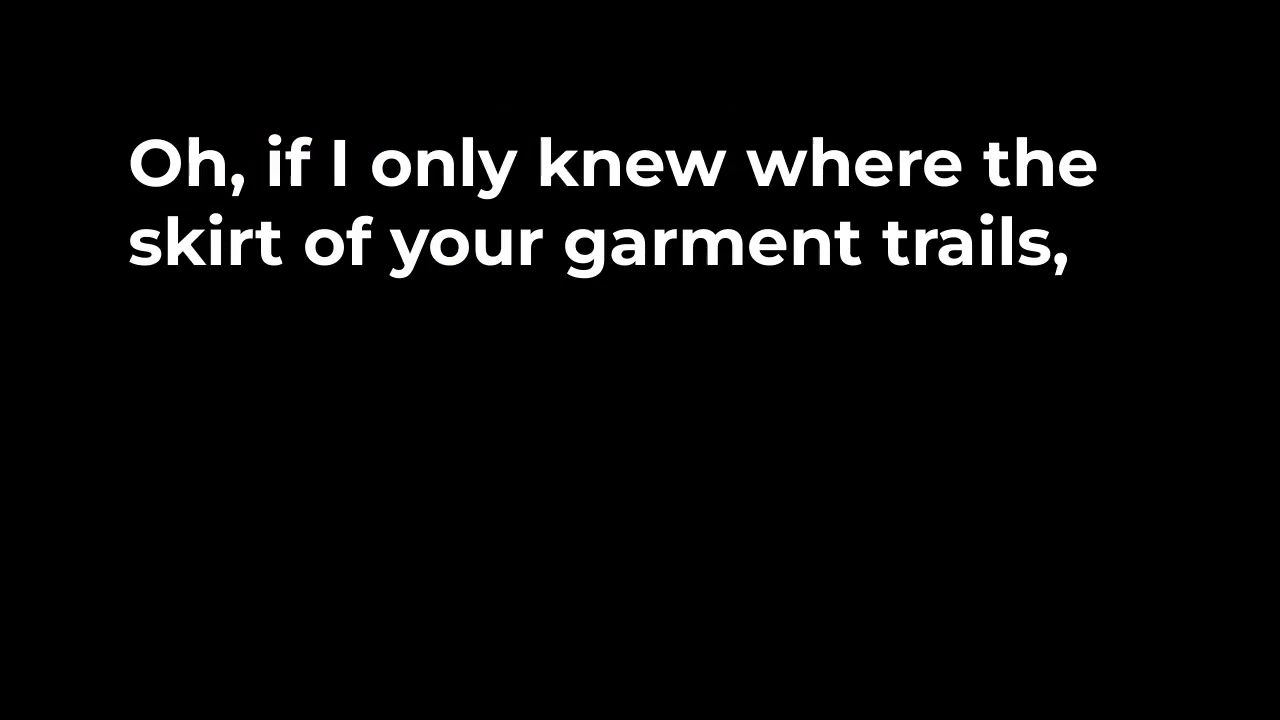 Oh, if I only knew where the
skirt of your garment trails,